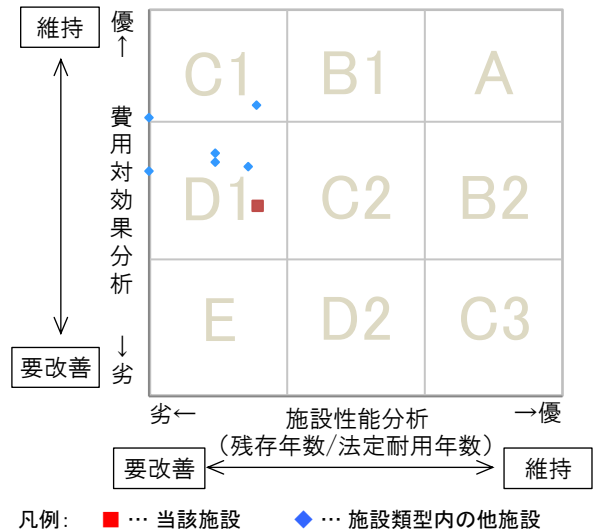 維持
優
↑
費用対効果分析
↓
劣
要改善
C1 B1 A
D1 C2 B2
E D2 C3
劣← 施設性能分析 →優
（残存年数/法定耐用年数）
要改善 維持
凡例： ■ … 当該施設 ◆ … 施設類型内の他施設